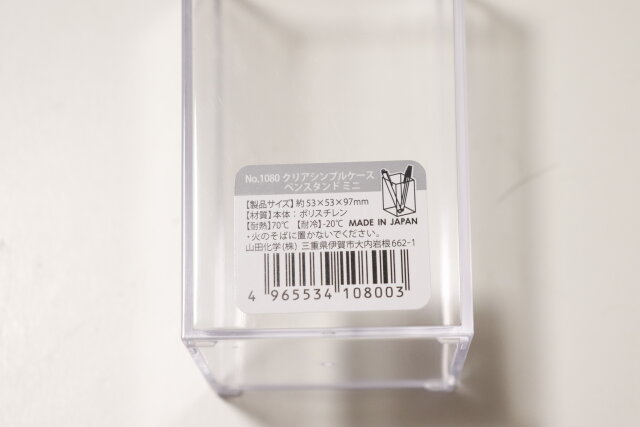 No.1080 クリアシンプルケース
ペンスタンド ミニ
【製品サイズ】約53×53×97mm
【材質】本体：ポリスチレン
【耐熱】70℃ 【耐冷】-20℃ MADE IN JAPAN
・火のそばに置かないでください。
山田化学(株) 三重県伊賀市大内岩根662-1
4 965534 108003